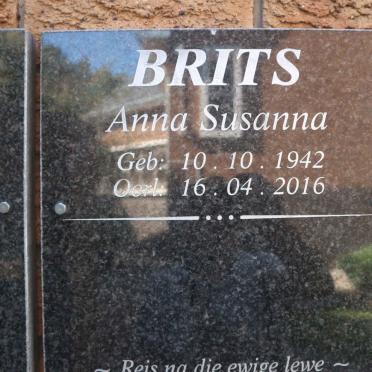 BRITS
Anna Susanna
Geb: 10 . 10 . 1942
Oorl: 16 . 04 . 2016
~ Reis na die ewige lewe ~